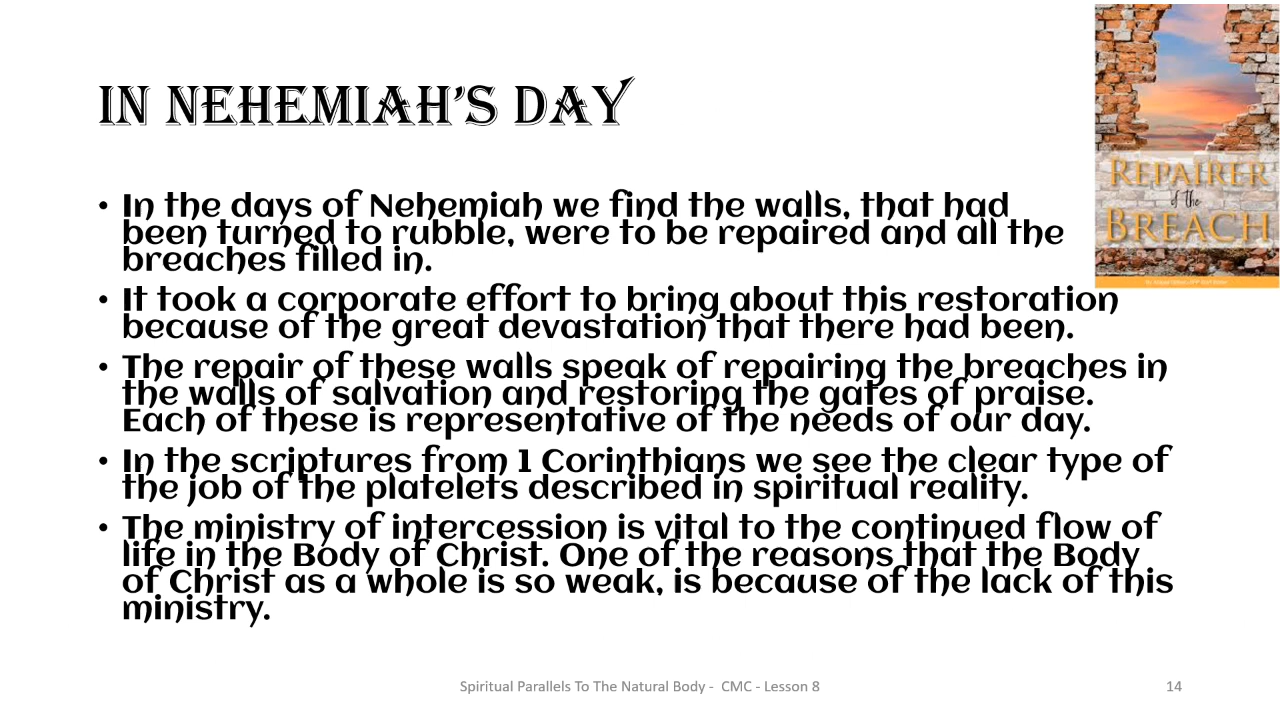 IN NEHEMIAH'S DAY
REPAIRER
of the
BREACH
• In the days of Nehemiah we find the walls, that had
been turned to rubble, were to be repaired and all the
breaches filled in.
• It took a corporate effort to bring about this restoration
because of the great devastation that there had been.
• The repair of these walls speak of repairing the breaches in
the walls of salvation and restoring the gates of praise.
Each of these is representative of the needs of our day.
• In the scriptures from 1 Corinthians we see the clear type of
the job of the platelets described in spiritual reality.
• The ministry of intercession is vital to the continued flow of
life in the Body of Christ. One of the reasons that the Body
of Christ as a whole is so weak, is because of the lack of this
ministry.
Spiritual Parallels To The Natural Body - CMC - Lesson 8
14